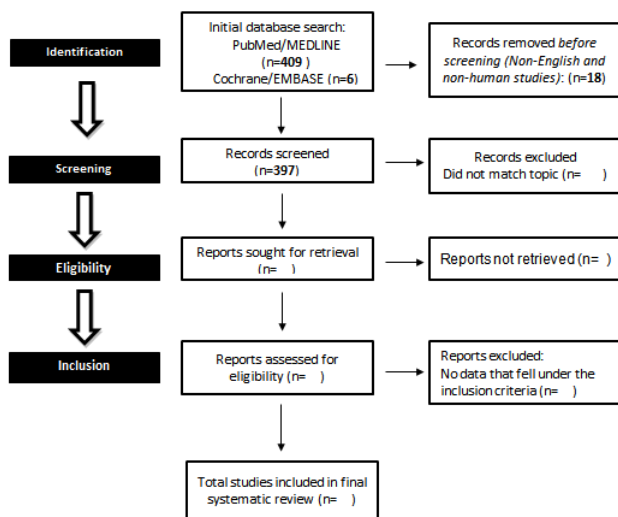 Identification
Initial database search:
PubMed/MEDLINE
(n=409 )
Cochrane/EMBASE (n=6)
Records removed before
screening (Non-English and
non-human studies): (n=18)
Screening
Records screened
(n=397)
Records excluded
Did not match topic (n= )
Eligibility
Reports sought for retrieval
(n= )
Reports not retrieved (n= )
Inclusion
Reports assessed for
eligibility (n= )
Reports excluded:
No data that fell under the
inclusion criteria (n= )
Total studies included in final
systematic review (n= )